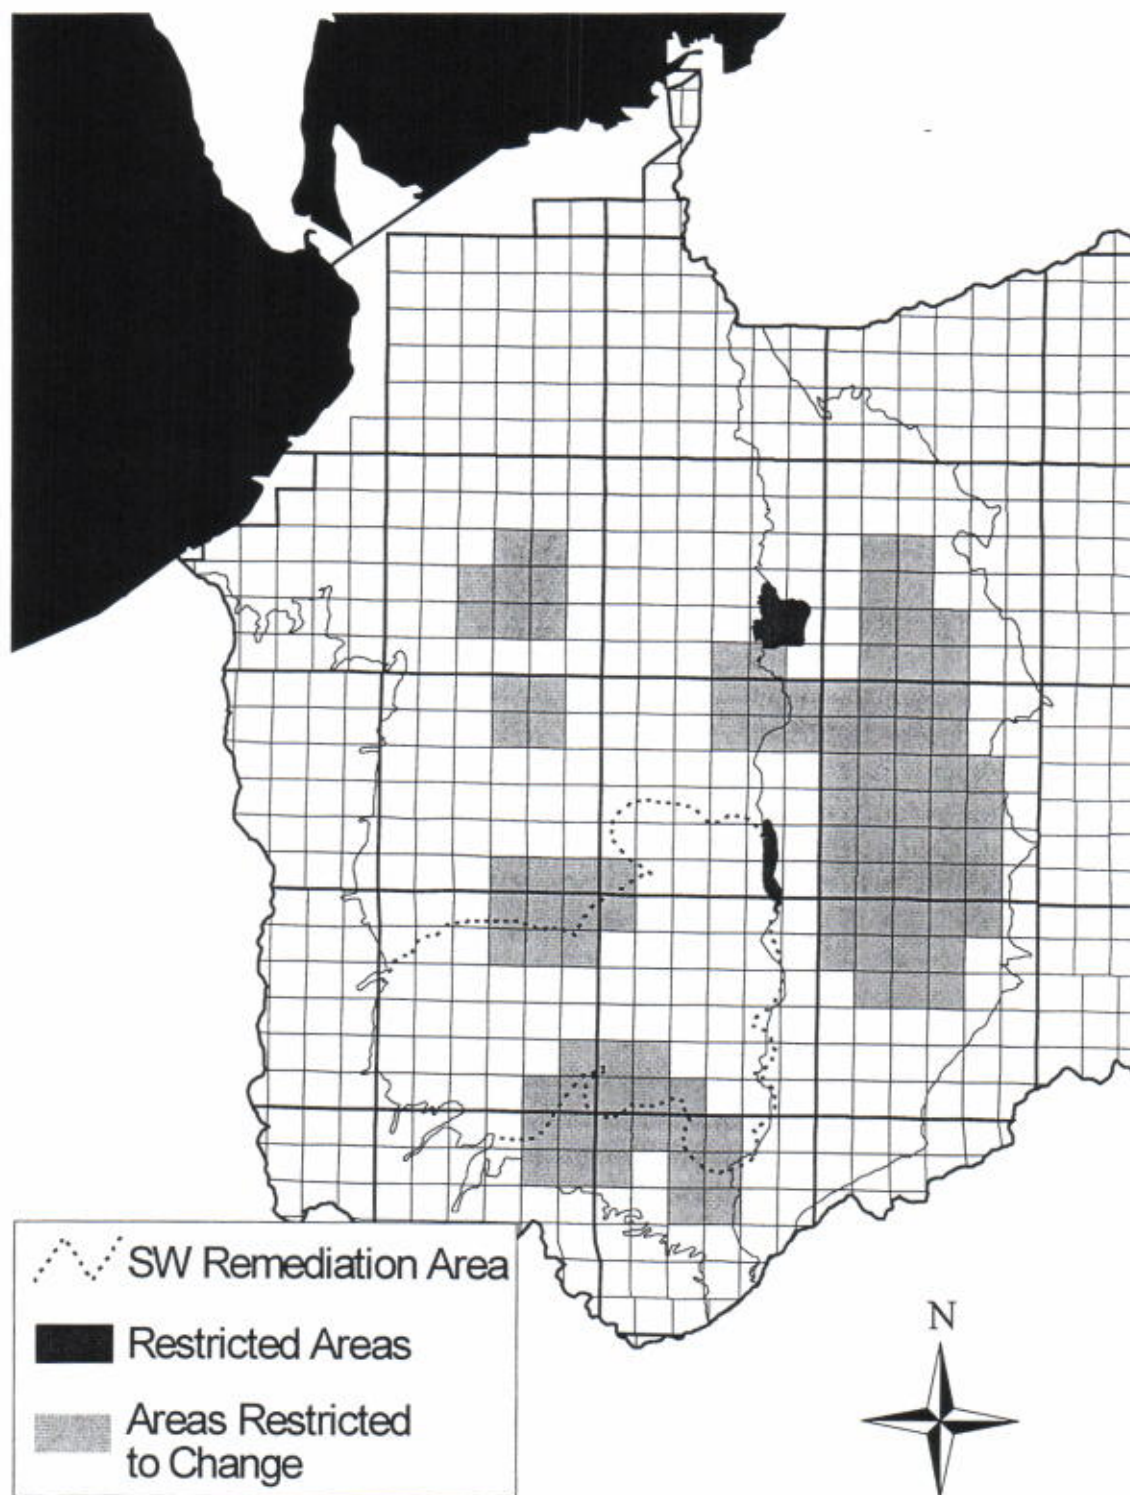 SW Remediation Area
Restricted Areas
Areas Restricted
to Change
N